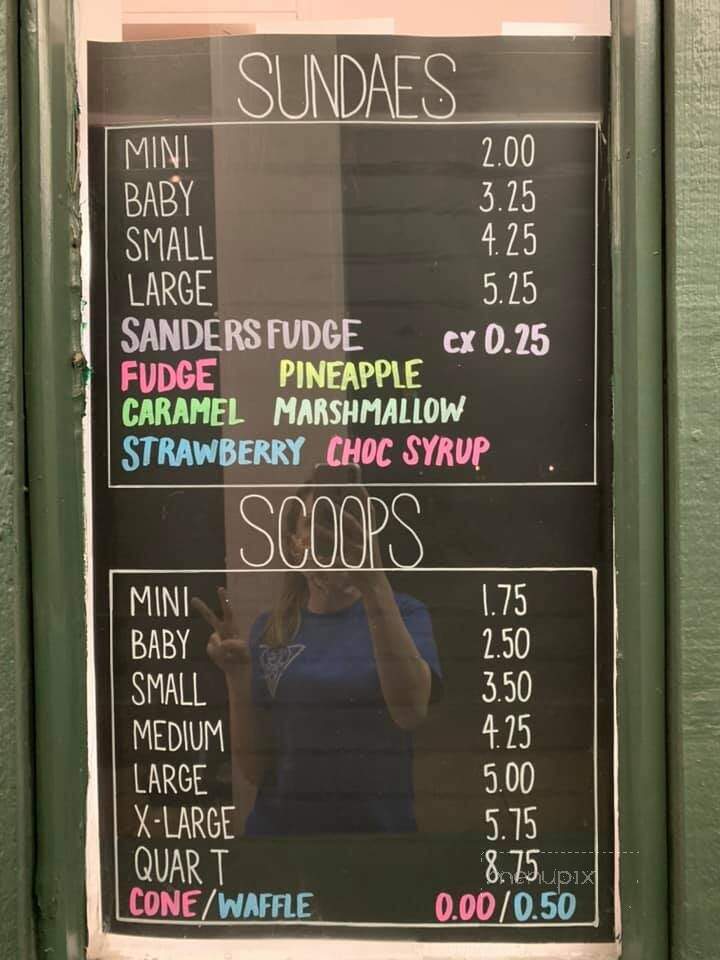 SUNDAES
MINI 2.00
BABY 3.25
SMALL 4.25
LARGE 5.25
SANDERS FUDGE ex 0.25
FUDGE PINEAPPLE
CARAMEL MARSHMALLOW
STRAWBERRY CHOC SYRUP
SCOOPS
MINI 1.75
BABY 2.50
SMALL 3.50
MEDIUM 4.25
LARGE 5.00
X-LARGE 5.75
QUART 8.75
menupix
CONE/WAFFLE 0.00/0.50